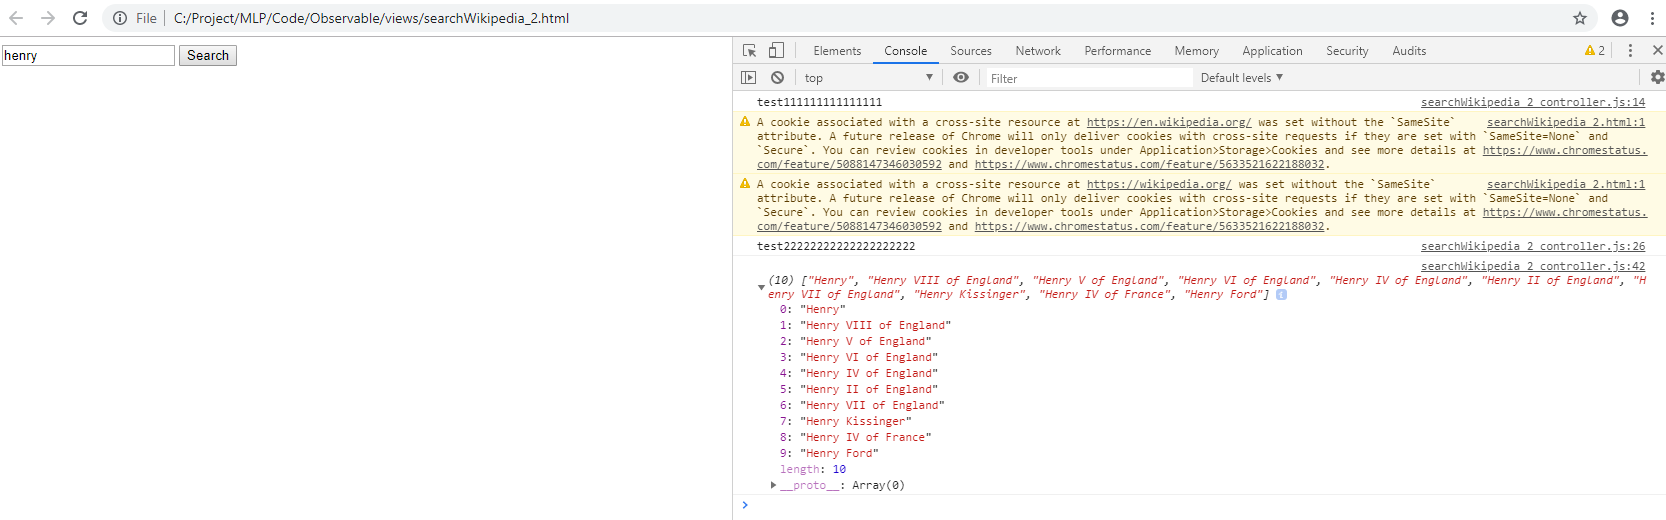 File | C:/Project/MLP/Code/Observable/views/searchWikipedia_2.html
henry Search
Elements Console Sources Network Performance Memory Application Security Audits 2
top Filter Default levels
test111111111111111 searchWikipedia_2_controller.js:14
A cookie associated with a cross-site resource at https://en.wikipedia.org/ was set without the `SameSite` searchWikipedia_2.html:1
attribute. A future release of Chrome will only deliver cookies with cross-site requests if they are set with `SameSite=None` and
`Secure`. You can review cookies in developer tools under Application>Storage>Cookies and see more details at https://www.chromestatus.
com/feature/5088147346030592 and https://www.chromestatus.com/feature/5633521622188032.
A cookie associated with a cross-site resource at https://wikipedia.org/ was set without the `SameSite` searchWikipedia_2.html:1
attribute. A future release of Chrome will only deliver cookies with cross-site requests if they are set with `SameSite=None` and
`Secure`. You can review cookies in developer tools under Application>Storage>Cookies and see more details at https://www.chromestatus.
com/feature/5088147346030592 and https://www.chromestatus.com/feature/5633521622188032.
test22222222222222222222 searchWikipedia_2_controller.js:26
searchWikipedia_2_controller.js:42
(10) ["Henry", "Henry VIII of England", "Henry V of England", "Henry VI of England", "Henry IV of England", "Henry II of England", "H
enry VII of England", "Henry Kissinger", "Henry IV of France", "Henry Ford"] i
0: "Henry"
1: "Henry VIII of England"
2: "Henry V of England"
3: "Henry VI of England"
4: "Henry IV of England"
5: "Henry II of England"
6: "Henry VII of England"
7: "Henry Kissinger"
8: "Henry IV of France"
9: "Henry Ford"
length: 10
__proto__: Array(0)